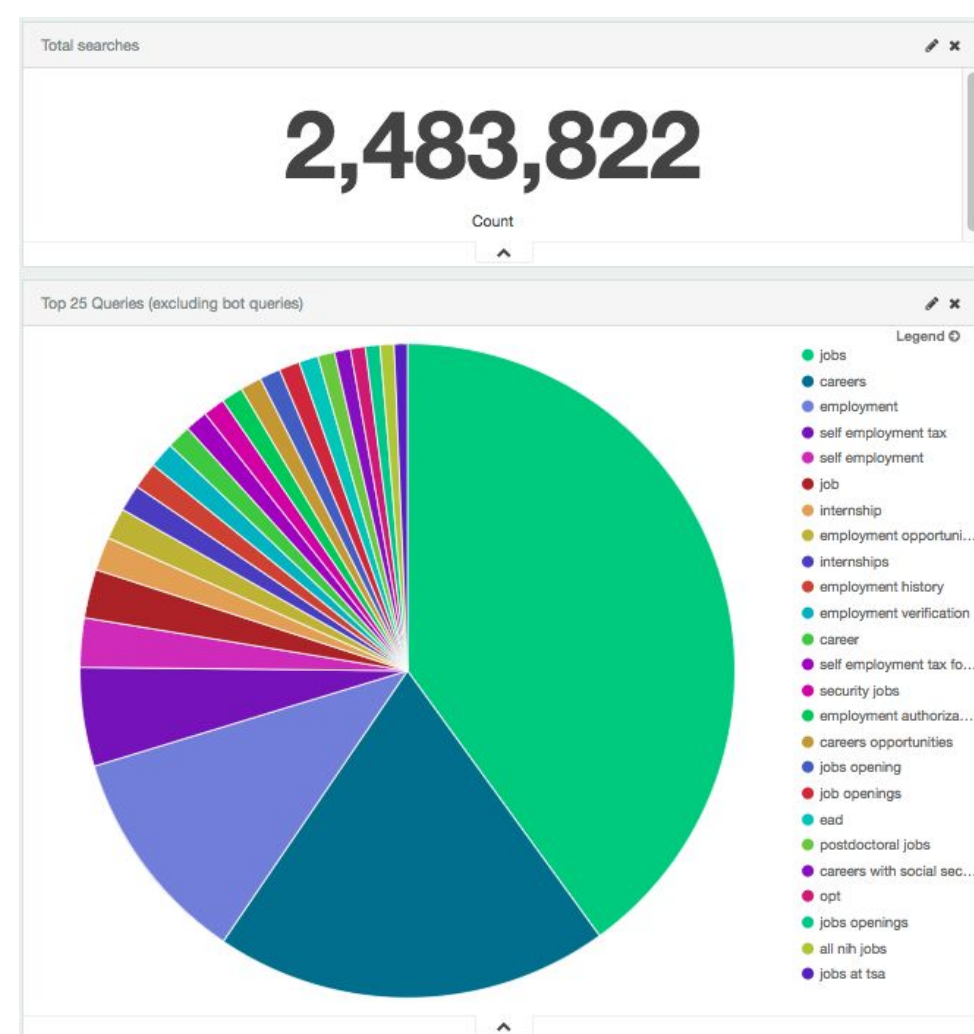 Total searches
2,483,822
Count
Top 25 Queries (excluding bot queries)
Legend
jobs
careers
employment
self employment tax
self employment
job
internship
employment opportuni...
internships
employment history
employment verification
career
self employment tax fo...
security jobs
employment authoriza...
careers opportunities
jobs opening
job openings
ead
postdoctoral jobs
careers with social sec...
opt
jobs openings
all nih jobs
jobs at tsa